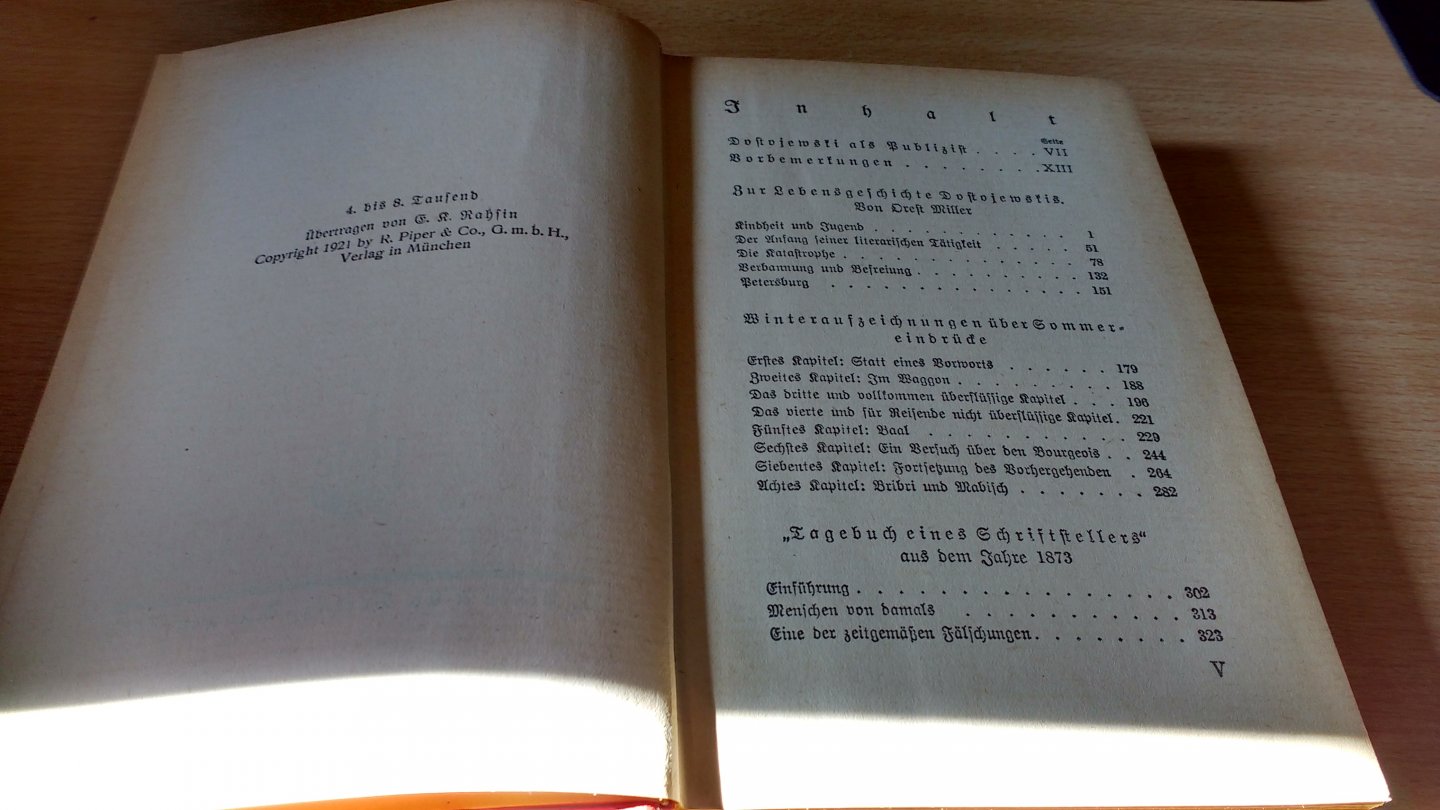 4. bis 8. Tausend
Übertragen von E. K. Rahsin
Copyright 1921 by R. Piper & Co., G. m. b. H.,
Verlag in München
Inhalt
Seite
Dostojewski als Publizist . . . . VII
Vorbemerkungen . . . . . . . . XIII
Zur Lebensgeschichte Dostojewskis.
Von Orest Miller
Kindheit und Jugend . . . . . . . . . . . . 1
Der Anfang seiner literarischen Tätigkeit . . . . . 51
Die Katastrophe . . . . . . . . . . . . . . 78
Verbannung und Befreiung . . . . . . . . . . 132
Petersburg . . . . . . . . . . . . . . . 151
Winteraufzeichnungen über Sommer-
eindrücke
Erstes Kapitel: Statt eines Vorworts . . . . . . 179
Zweites Kapitel: Im Waggon . . . . . . . . . 188
Das dritte und vollkommen überflüssige Kapitel . . . 196
Das vierte und für Reisende nicht überflüssige Kapitel . 221
Fünftes Kapitel: Baal . . . . . . . . . . . 229
Sechstes Kapitel: Ein Versuch über den Bourgeois . . 244
Siebentes Kapitel: Fortsetzung des Vorhergehenden . 264
Achtes Kapitel: Bribri und Mabisch . . . . . . . 282
„Tagebuch eines Schriftstellers“
aus dem Jahre 1873
Einführung . . . . . . . . . . . . . . . . 302
Menschen von damals . . . . . . . . . . . 313
Eine der zeitgemäßen Fälschungen . . . . . . . 323
V